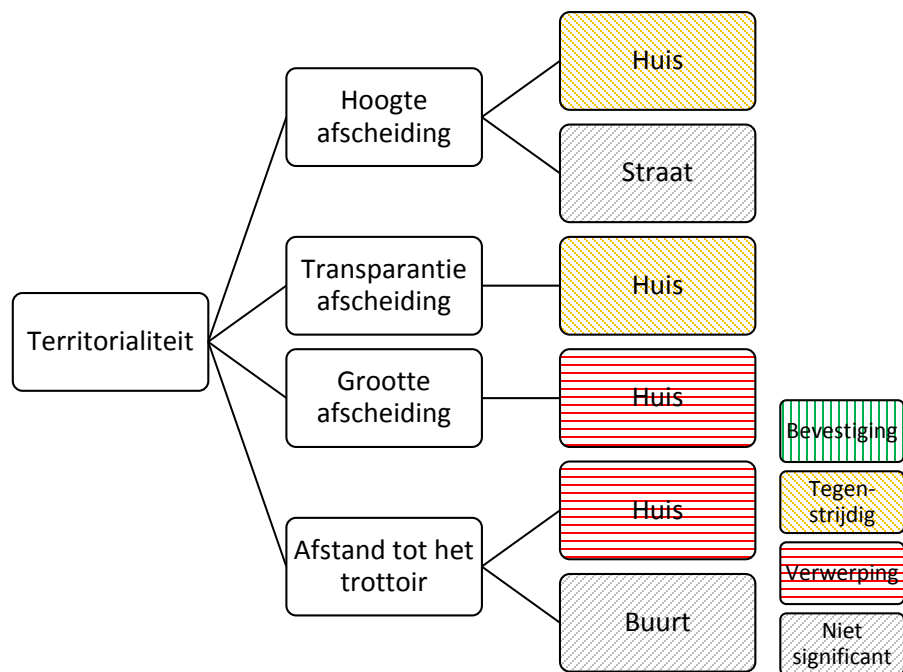 Territorialiteit
Hoogte
afscheiding
Huis
Straat
Transparantie
afscheiding
Huis
Grootte
afscheiding
Huis
Afstand tot het
trottoir
Huis
Buurt
Bevestiging
Tegen-
strijdig
Verwerping
Niet
significant